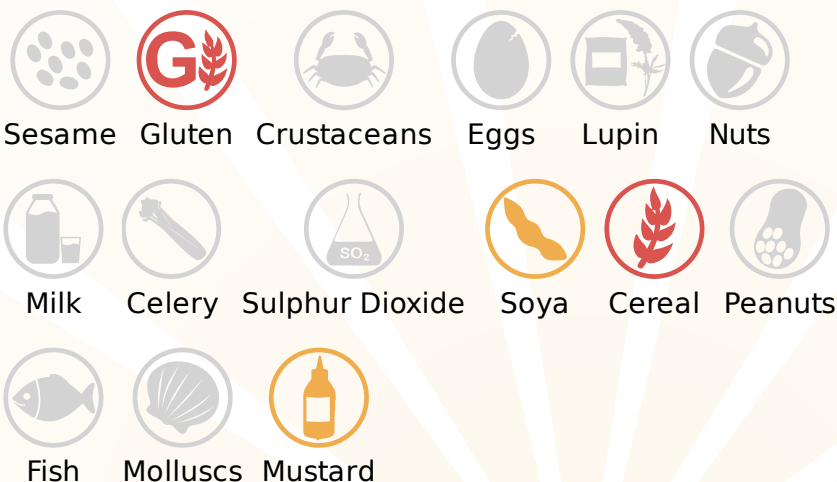 G
Sesame Gluten Crustaceans Eggs Lupin Nuts
SO₂
Milk Celery Sulphur Dioxide Soya Cereal Peanuts
Fish Molluscs Mustard